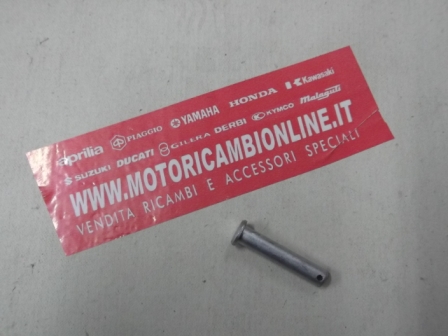 aprilia PIAGGIO YAMAHA HONDA Kawasaki
SUZUKI DUCATI GILERA DERBI KYMCO Malaguti
WWW.MOTORICAMBIONLINE.IT
VENDITA RICAMBI E ACCESSORI SPECIALI